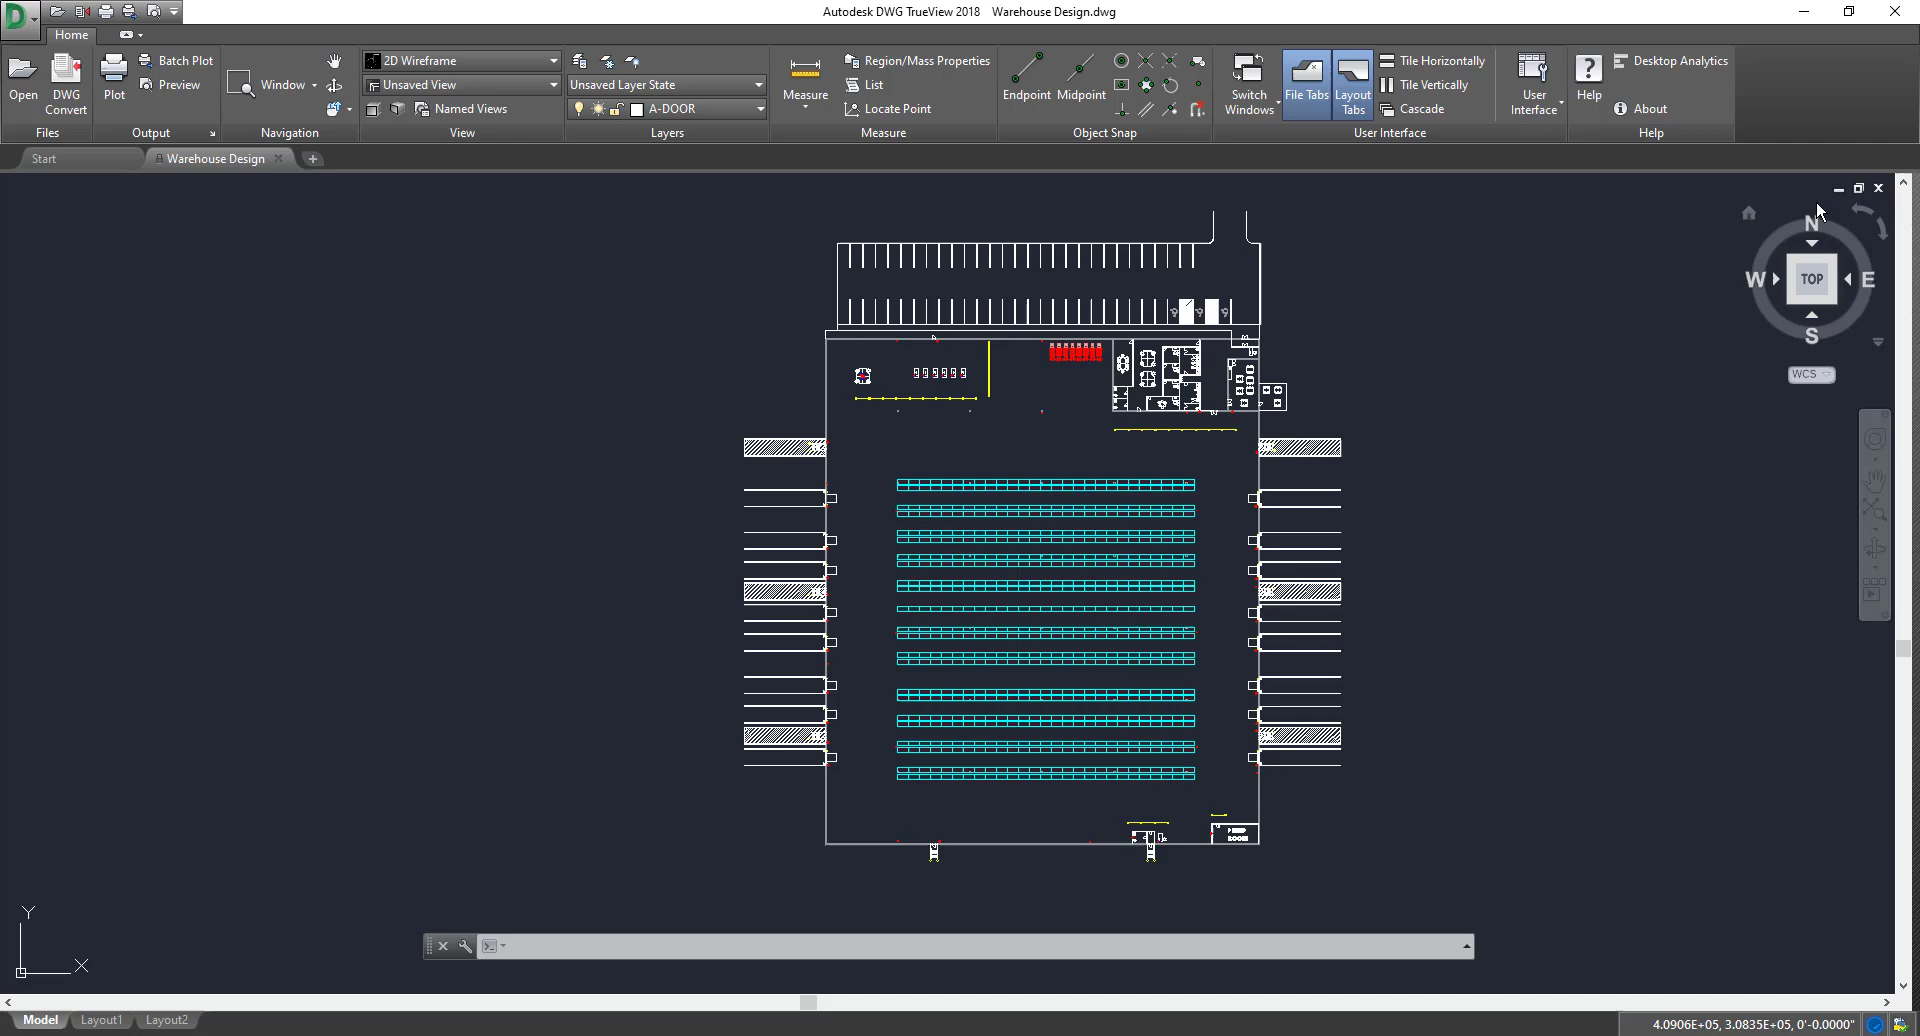 Autodesk DWG TrueView 2018 Warehouse Design.dwg
Home
Open
DWG Convert
Files
Plot
Batch Plot
Preview
Output
Window
Navigation
2D Wireframe
Unsaved View
Named Views
View
Unsaved Layer State
A-DOOR
Layers
Measure
Region/Mass Properties
List
Locate Point
Measure
Endpoint
Midpoint
Object Snap
Switch Windows
File Tabs
Layout Tabs
Tile Horizontally
Tile Vertically
Cascade
User Interface
User Interface
Help
Desktop Analytics
About
Help
Start
Warehouse Design
N
W
TOP
E
S
WCS
ROOM
Y
X
Model
Layout1
Layout2
4.0906E+05, 3.0835E+05, 0'-0.0000"